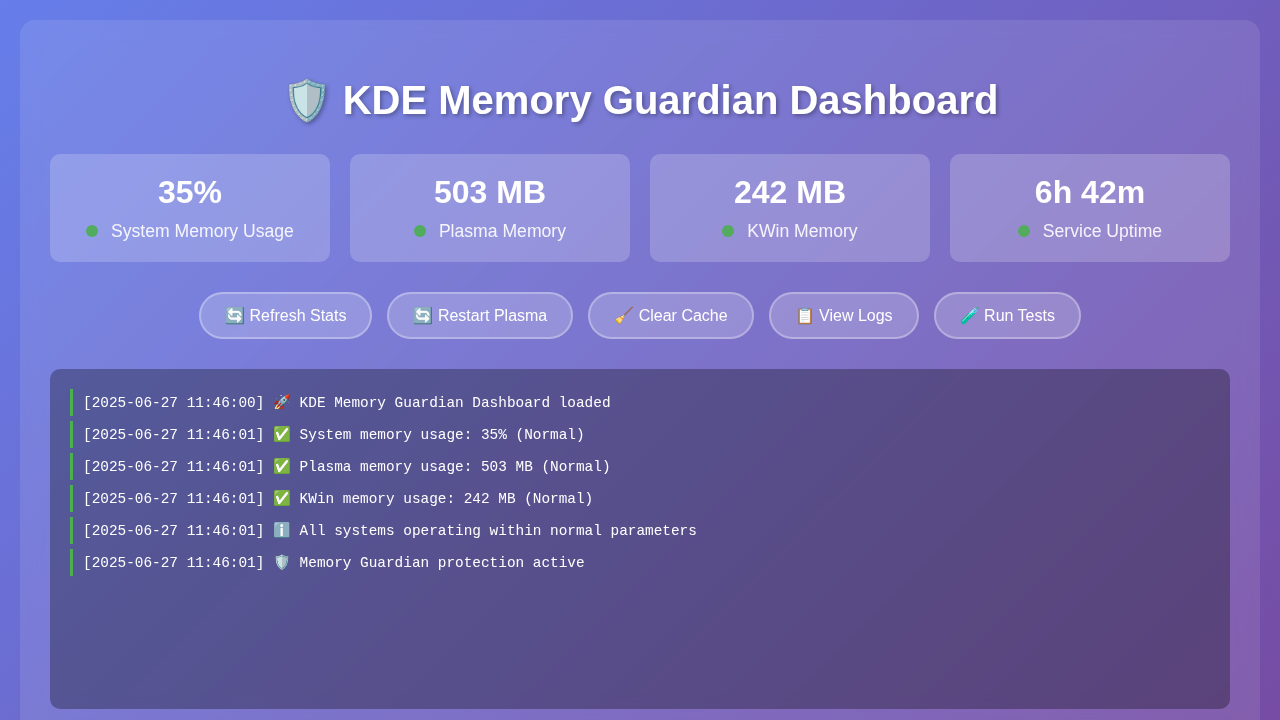 🛡️ KDE Memory Guardian Dashboard
35%
System Memory Usage
503 MB
Plasma Memory
242 MB
KWin Memory
6h 42m
Service Uptime
🔄 Refresh Stats
🔄 Restart Plasma
🧹 Clear Cache
📋 View Logs
🧪 Run Tests
[2025-06-27 11:46:00] 🚀 KDE Memory Guardian Dashboard loaded
[2025-06-27 11:46:01] ✅ System memory usage: 35% (Normal)
[2025-06-27 11:46:01] ✅ Plasma memory usage: 503 MB (Normal)
[2025-06-27 11:46:01] ✅ KWin memory usage: 242 MB (Normal)
[2025-06-27 11:46:01] ℹ️ All systems operating within normal parameters
[2025-06-27 11:46:01] 🛡️ Memory Guardian protection active